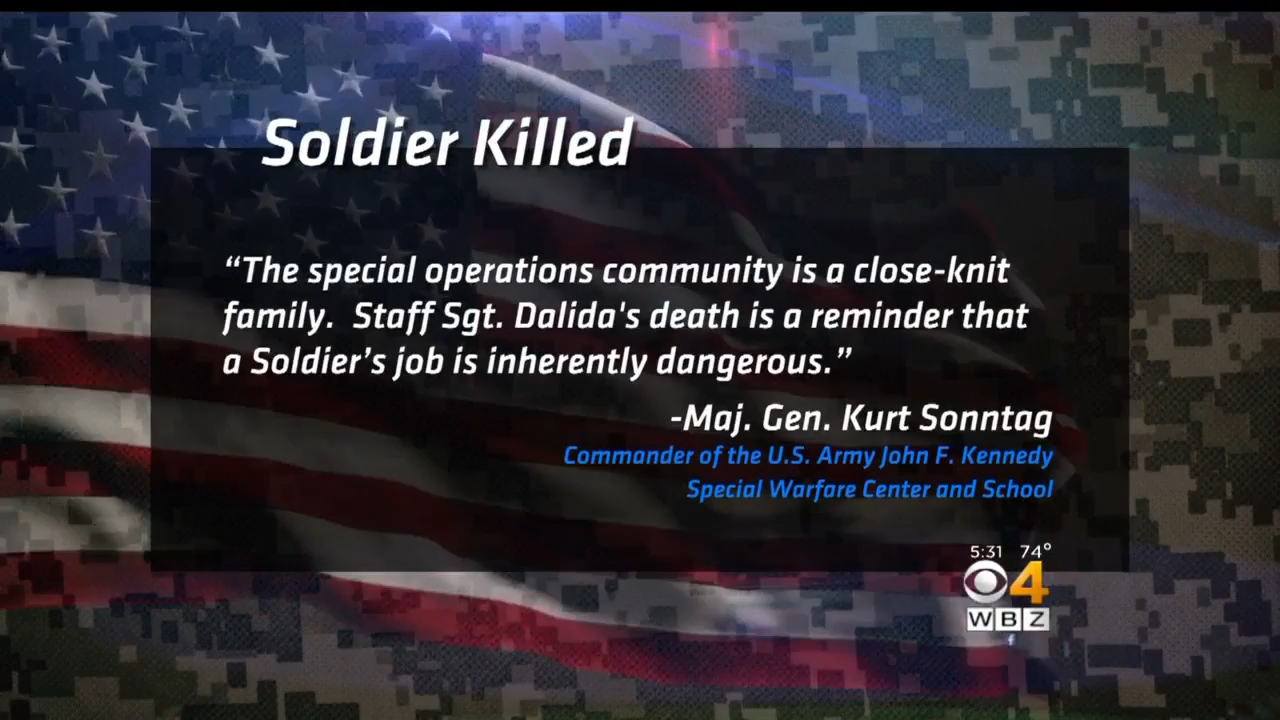 Soldier Killed
“The special operations community is a close-knit
family.  Staff Sgt. Dalida's death is a reminder that
a Soldier’s job is inherently dangerous.”
-Maj. Gen. Kurt Sonntag
Commander of the U.S. Army John F. Kennedy
Special Warfare Center and School
5:31 74°
4
WBZ
f